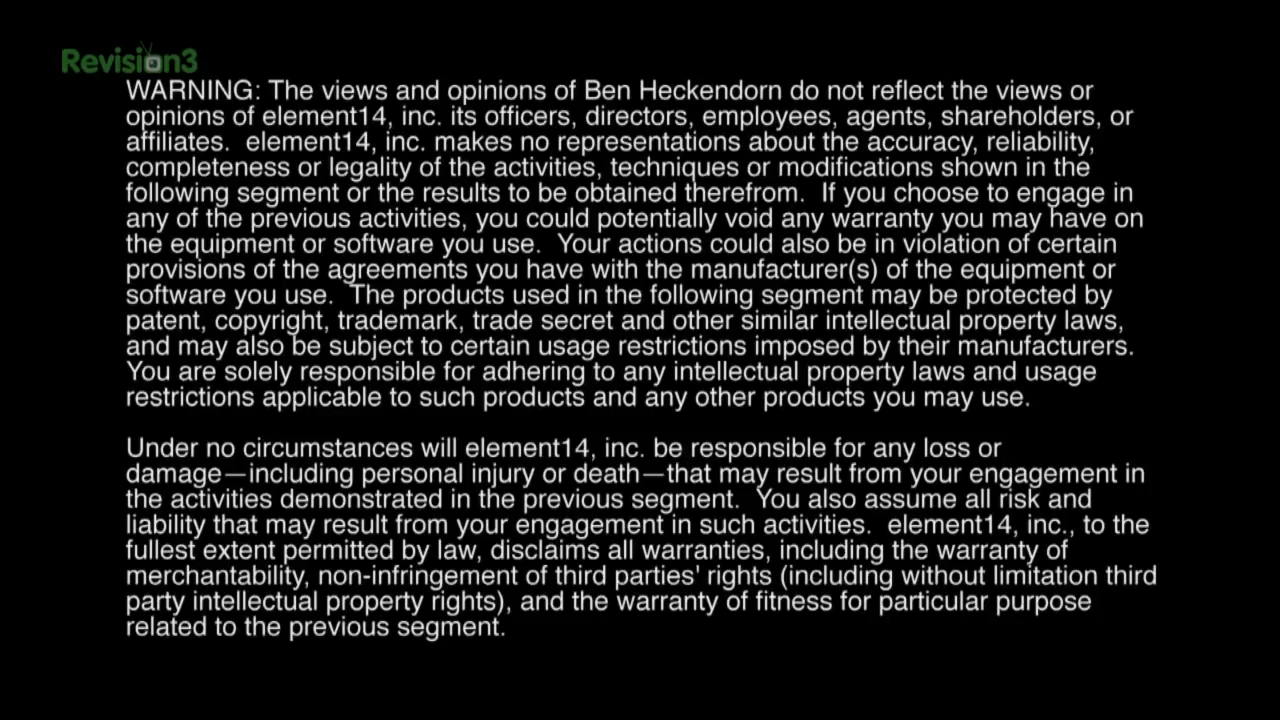 Revision3
WARNING: The views and opinions of Ben Heckendorn do not reflect the views or
opinions of element14, inc. its officers, directors, employees, agents, shareholders, or
affiliates.  element14, inc. makes no representations about the accuracy, reliability,
completeness or legality of the activities, techniques or modifications shown in the
following segment or the results to be obtained therefrom.  If you choose to engage in
any of the previous activities, you could potentially void any warranty you may have on
the equipment or software you use.  Your actions could also be in violation of certain
provisions of the agreements you have with the manufacturer(s) of the equipment or
software you use.  The products used in the following segment may be protected by
patent, copyright, trademark, trade secret and other similar intellectual property laws,
and may also be subject to certain usage restrictions imposed by their manufacturers.
You are solely responsible for adhering to any intellectual property laws and usage
restrictions applicable to such products and any other products you may use.
Under no circumstances will element14, inc. be responsible for any loss or
damage—including personal injury or death—that may result from your engagement in
the activities demonstrated in the previous segment.  You also assume all risk and
liability that may result from your engagement in such activities.  element14, inc., to the
fullest extent permitted by law, disclaims all warranties, including the warranty of
merchantability, non-infringement of third parties' rights (including without limitation third
party intellectual property rights), and the warranty of fitness for particular purpose
related to the previous segment.